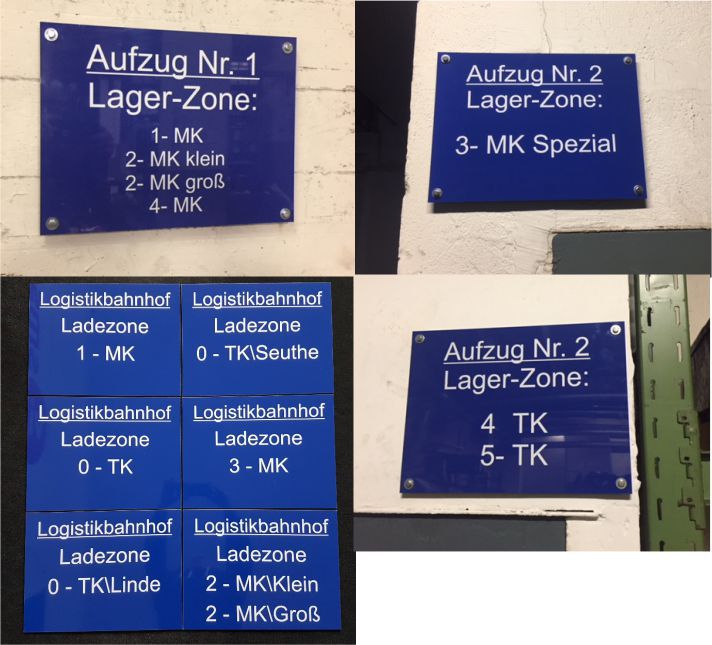 Aufzug Nr. 1
Lager-Zone:
1- MK
2- MK klein
2- MK groß
4- MK
Aufzug Nr. 2
Lager-Zone:
3- MK Spezial
Logistikbahnhof
Ladezone
1 - MK
Logistikbahnhof
Ladezone
0 - TK\Seuthe
Logistikbahnhof
Ladezone
0 - TK
Logistikbahnhof
Ladezone
3 - MK
Logistikbahnhof
Ladezone
0 - TK\Linde
Logistikbahnhof
Ladezone
2 - MK\Klein
2 - MK\Groß
Aufzug Nr. 2
Lager-Zone:
4 TK
5- TK